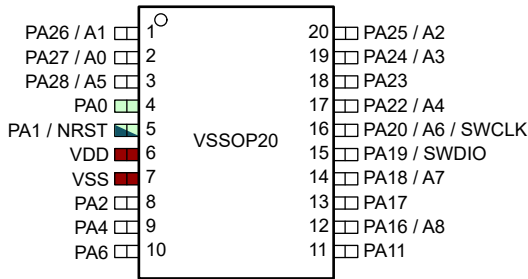 PA26 / A1 1 20 PA25 / A2
PA27 / A0 2 19 PA24 / A3
PA28 / A5 3 18 PA23
PA0 4 17 PA22 / A4
PA1 / NRST 5 16 PA20 / A6 / SWCLK
VSSOP20
VDD 6 15 PA19 / SWDIO
VSS 7 14 PA18 / A7
PA2 8 13 PA17
PA4 9 12 PA16 / A8
PA6 10 11 PA11